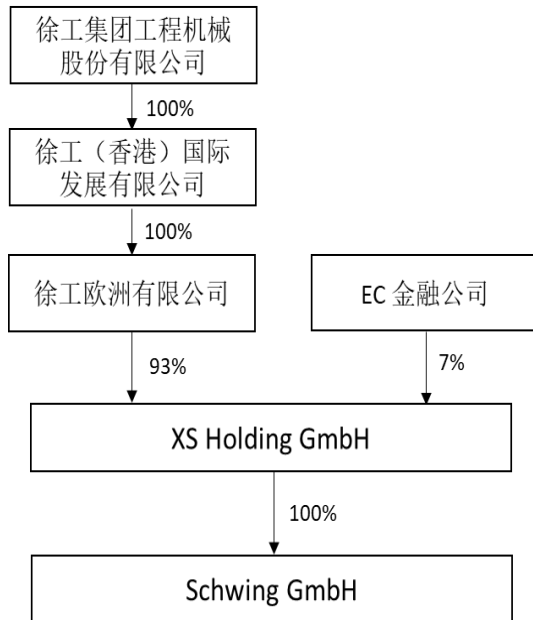 徐工集团工程机械
股份有限公司
100%
徐工（香港）国际
发展有限公司
100%
徐工欧洲有限公司
EC 金融公司
93%
7%
XS Holding GmbH
100%
Schwing GmbH